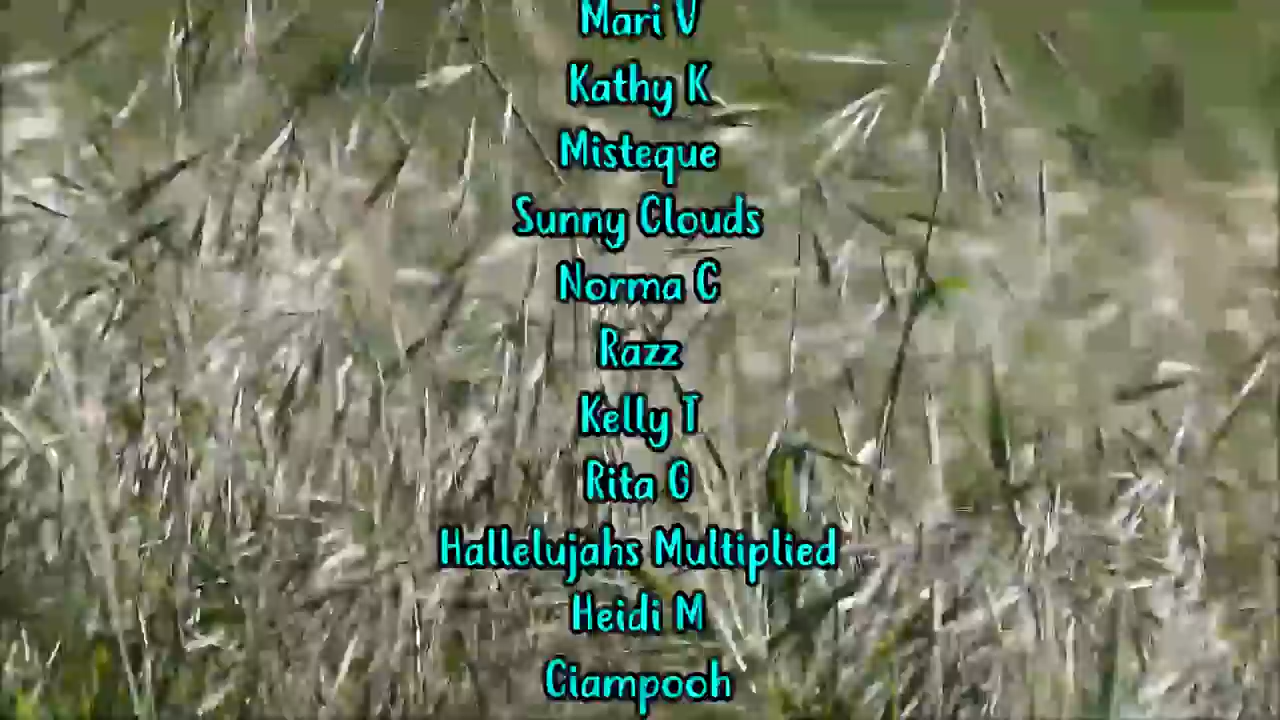 Mari V
Kathy K
Misteque
Sunny Clouds
Norma C
Razz
Kelly T
Rita G
Hallelujahs Multiplied
Heidi M
Ciampooh